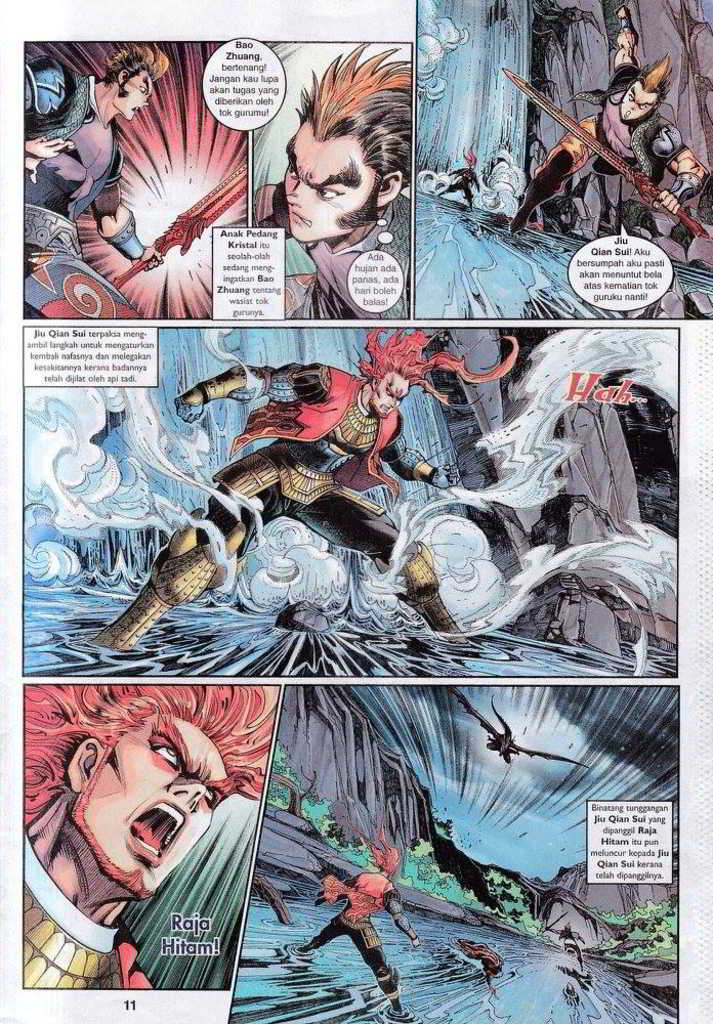 Bao
Zhuang,
bertenang!
Jangan kau lupa
akan tugas yang
diberikan oleh
tok gurumu!
Anak Pedang
Kristal itu
seolah-olah
sedang meng-
ingatkan Bao
Zhuang tentang
wasiat tok
gurunya.
Ada
hujan ada
panas, ada
hari boleh
balas!
Jiu
Qian Sui! Aku
bersumpah aku pasti
akan menuntut bela
atas kematian tok
guruku nanti!
Jiu Qian Sui terpaksa meng-
ambil langkah untuk mengaturkan
kembali nafasnya dan melegakan
kesakitannya kerana badannya
telah dijilat oleh api tadi.
Hah...
Raja
Hitam!
Binatang tunggangan
Jiu Qian Sui yang
dipanggil Raja
Hitam itu pun
meluncur kepada Jiu
Qian Sui kerana
telah dipanggilnya.
11